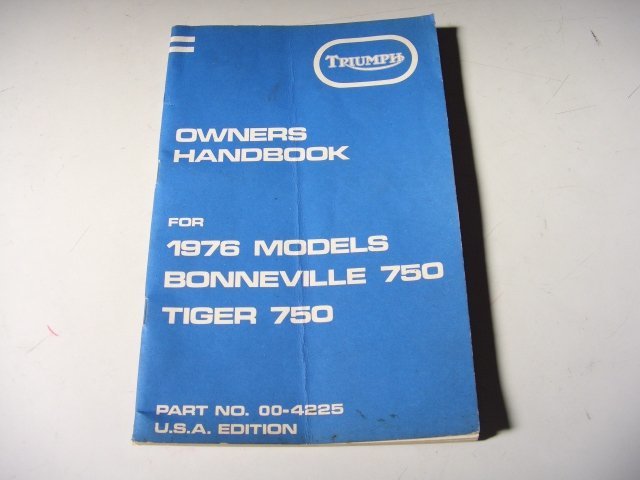 TRIUMPH
OWNERS
HANDBOOK
FOR
1976 MODELS
BONNEVILLE 750
TIGER 750
PART NO. 00-4225
U.S.A. EDITION